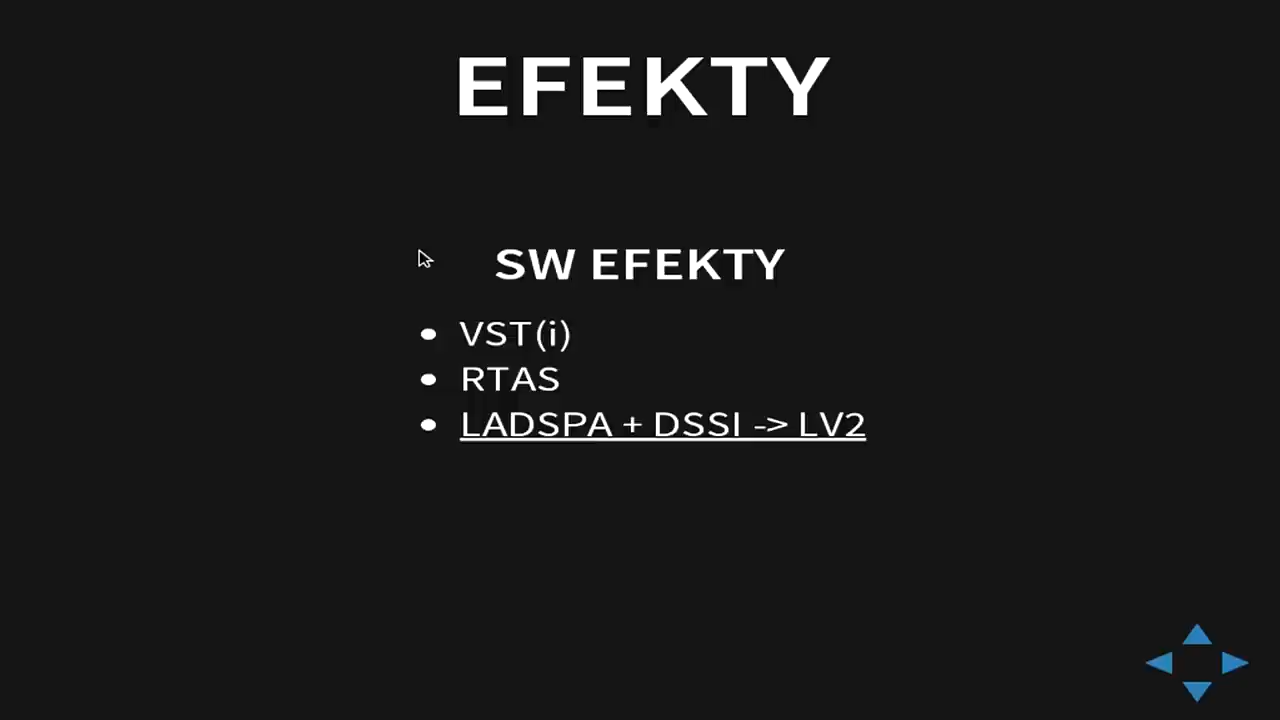 EFEKTY
SW EFEKTY
VST(i)
RTAS
LADSPA + DSSI -> LV2